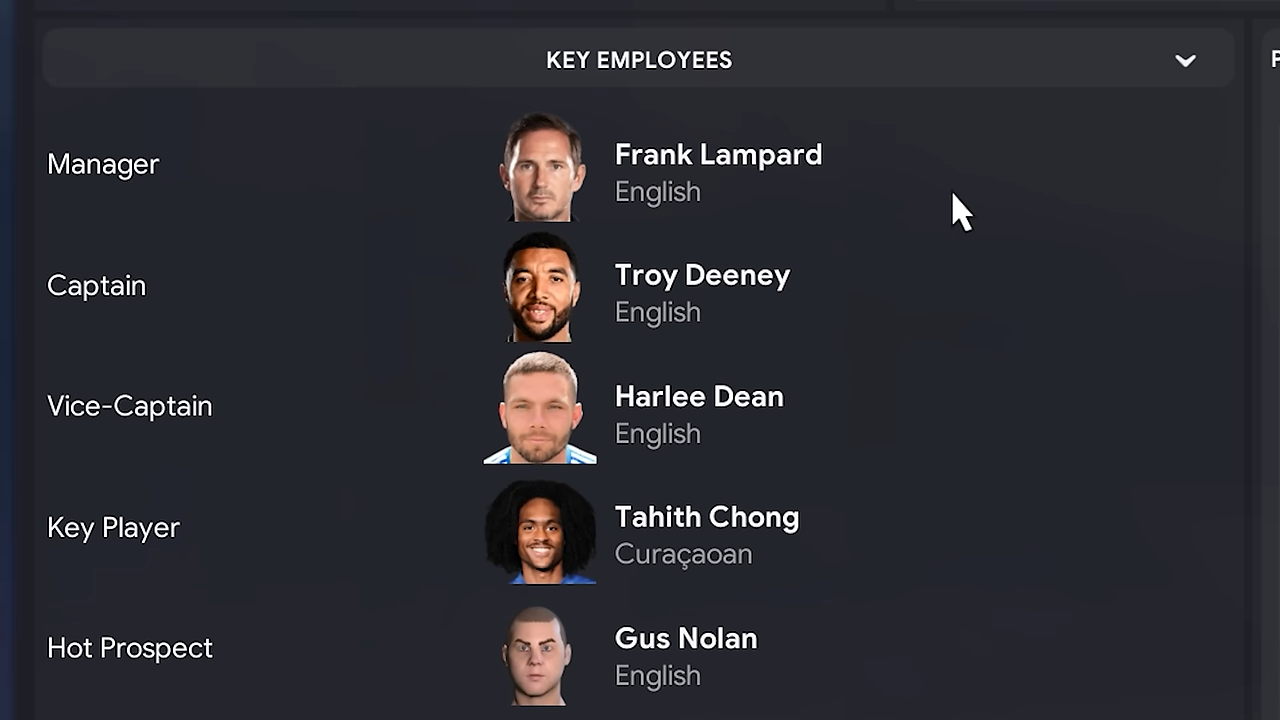 KEY EMPLOYEES
P
Manager
Frank Lampard
English
Captain
Troy Deeney
English
Vice-Captain
Harlee Dean
English
Key Player
Tahith Chong
Curaçaoan
Hot Prospect
Gus Nolan
English